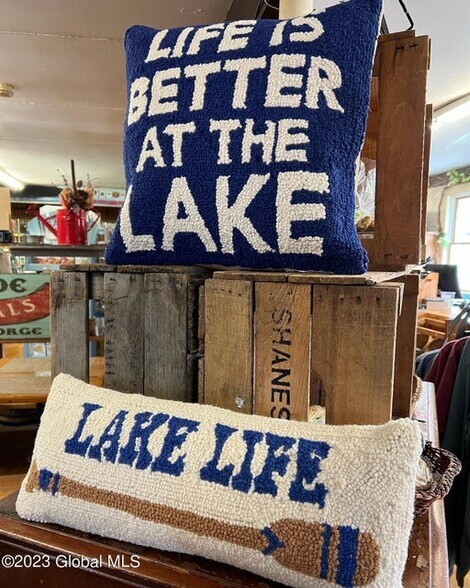 LIFE IS
BETTER
AT THE
LAKE
SHANES
LAKE LIFE
©2023 Global MLS